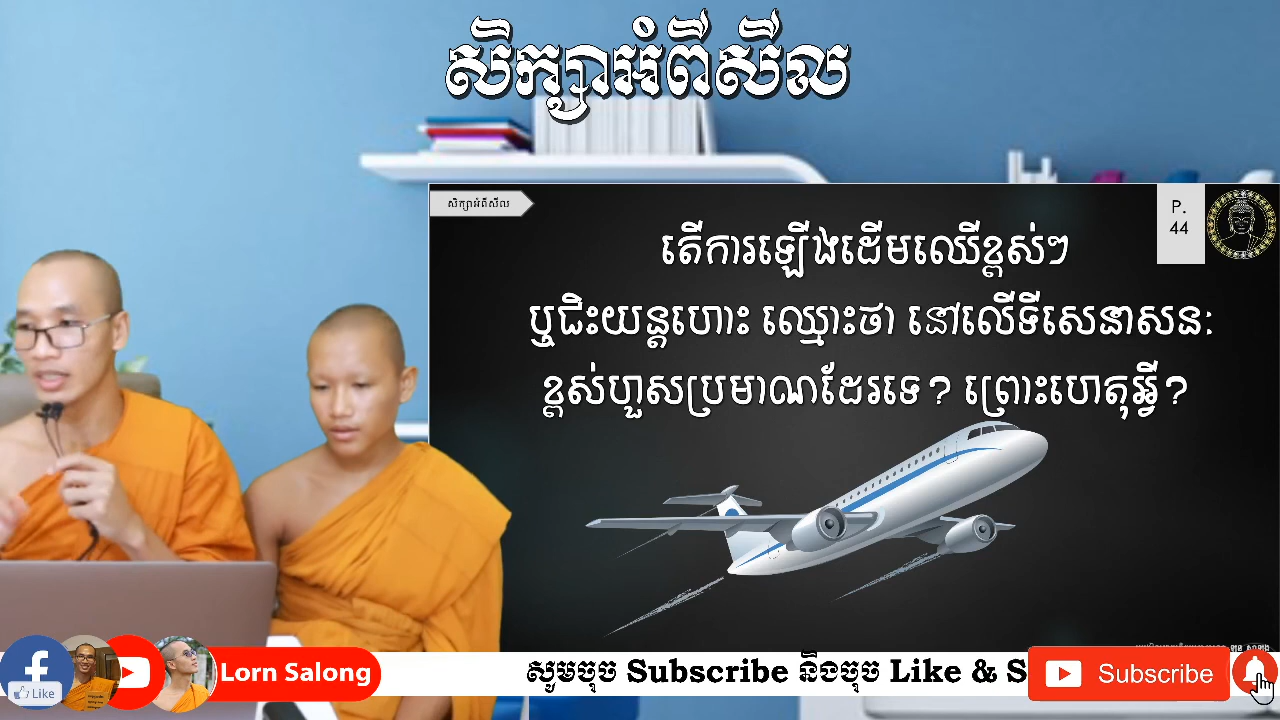 សិក្សាអំពីសីល
សិក្សាអំពីសីល
P.
44
តើការឡើងដើមឈើខ្ពស់ៗ
ឬជិះយន្តហោះ ឈ្មោះថា នៅលើទីសេនាសនៈ
ខ្ពស់ហួសប្រមាណដែរទេ? ព្រោះហេតុអ្វី?
Like
Lorn Salong
សូមចុច Subscribe និងចុច Like & S
Subscribe